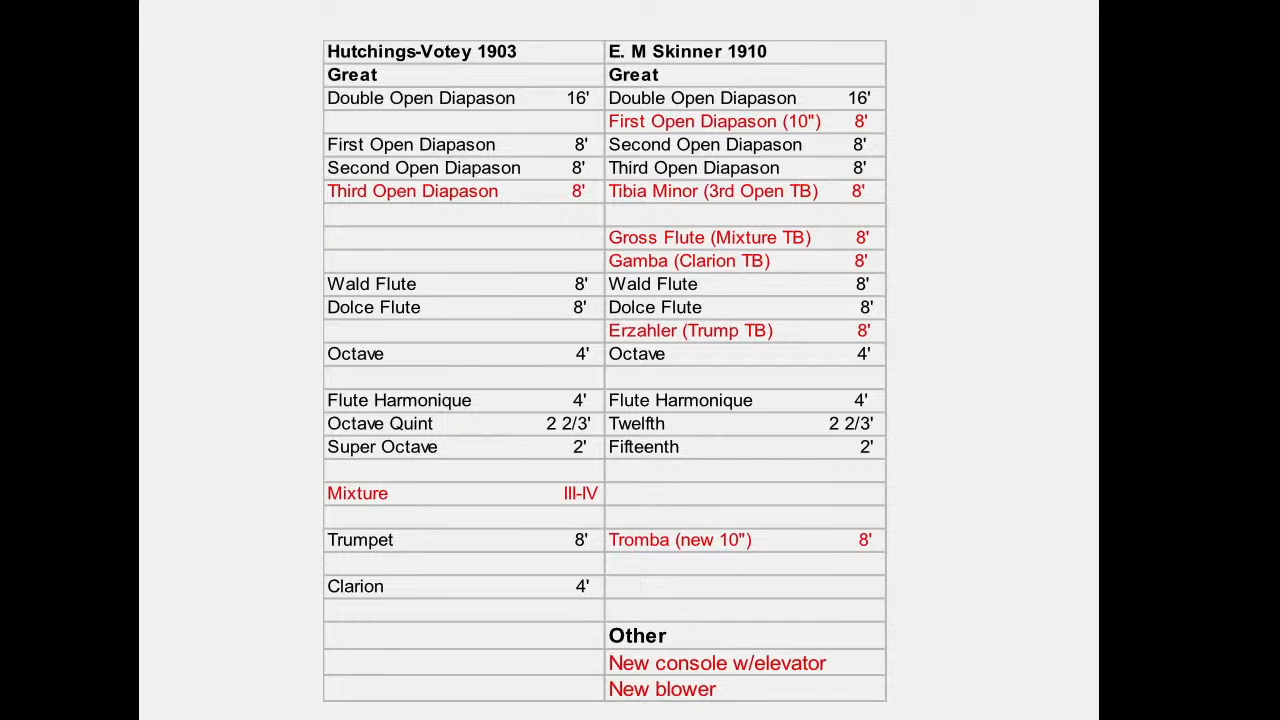 Hutchings-Votey 1903 E. M Skinner 1910
Great Great
Double Open Diapason 16' Double Open Diapason 16'
First Open Diapason (10") 8'
First Open Diapason 8' Second Open Diapason 8'
Second Open Diapason 8' Third Open Diapason 8'
Third Open Diapason 8' Tibia Minor (3rd Open TB) 8'
Gross Flute (Mixture TB) 8'
Gamba (Clarion TB) 8'
Wald Flute 8' Wald Flute 8'
Dolce Flute 8' Dolce Flute 8'
Erzahler (Trump TB) 8'
Octave 4' Octave 4'
Flute Harmonique 4' Flute Harmonique 4'
Octave Quint 2 2/3' Twelfth 2 2/3'
Super Octave 2' Fifteenth 2'
Mixture III-IV
Trumpet 8' Tromba (new 10") 8'
Clarion 4'
Other
New console w/elevator
New blower